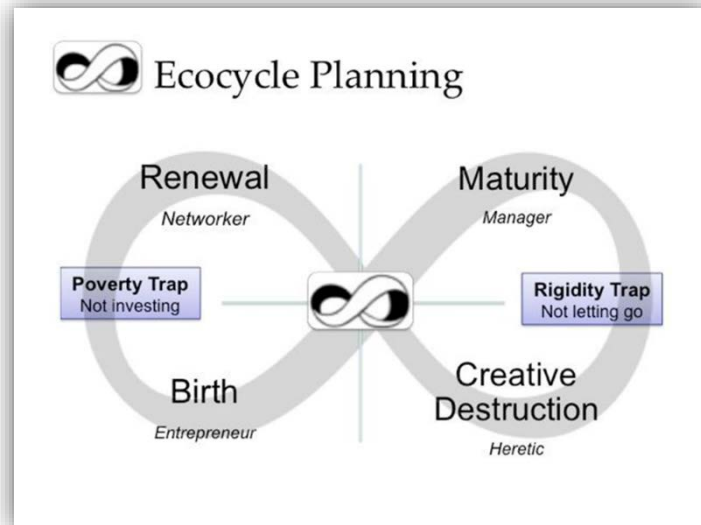 Ecocycle Planning
Renewal
Networker
Maturity
Manager
Poverty Trap
Not investing
Rigidity Trap
Not letting go
Birth
Entrepreneur
Creative
Destruction
Heretic